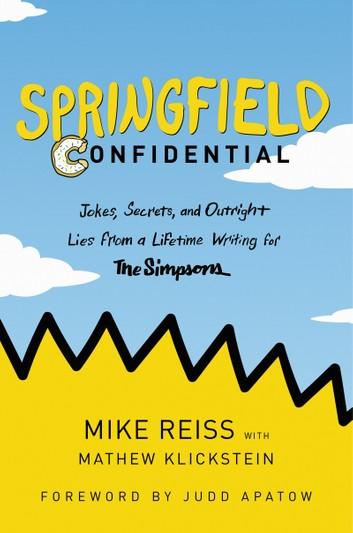 SPRINGFIELD
CONFIDENTIAL
Jokes, Secrets, and Outright
Lies from a Lifetime Writing for
The Simpsons
MIKE REISS WITH
MATHEW KLICKSTEIN
FOREWORD BY JUDD APATOW